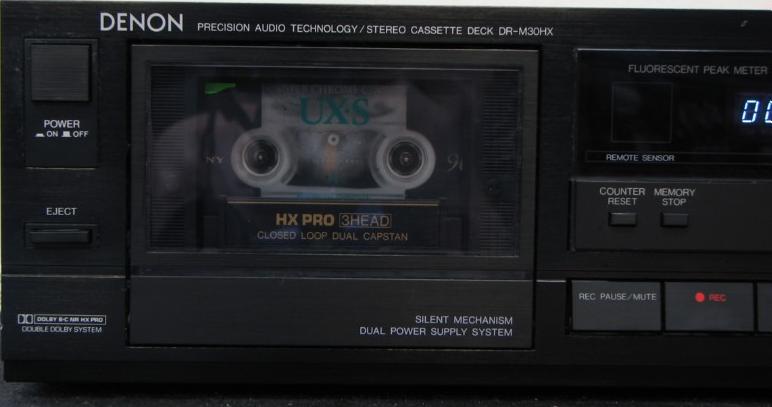 DENON PRECISION AUDIO TECHNOLOGY/STEREO CASSETTE DECK DR-M30HX
POWER
ON OFF
EJECT
UX-S
NY
HX PRO 3HEAD
CLOSED LOOP DUAL CAPSTAN
DOLBY B-C NR HX PRO
DOUBLE DOLBY SYSTEM
SILENT MECHANISM
DUAL POWER SUPPLY SYSTEM
FLUORESCENT PEAK METER
REMOTE SENSOR
COUNTER RESET
MEMORY STOP
REC PAUSE/MUTE
REC